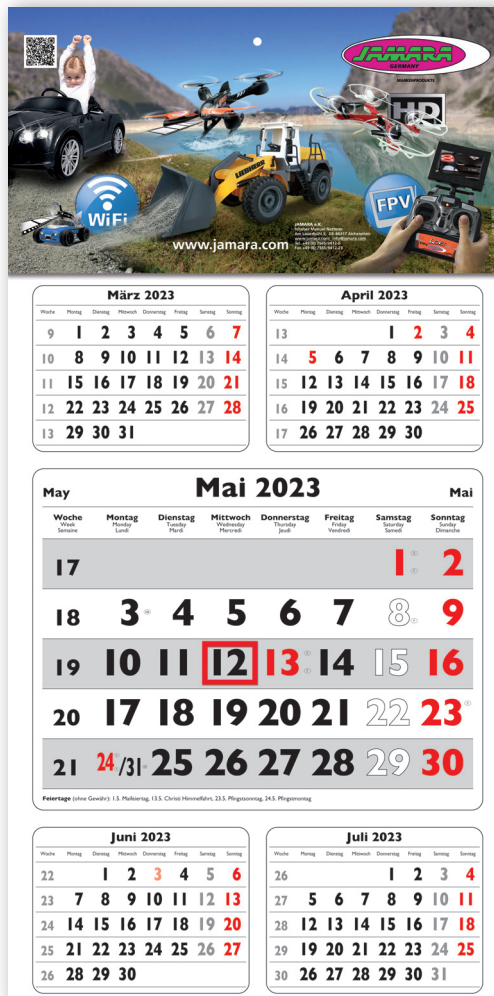 JAMARA
GERMANY
MARKENPRODUKTE
HD
LIEBHERR
WiFi
FPV
www.jamara.com
JAMARA e.K.
Inhaber Manuel Natterer
März 2023
Woche Montag Dienstag Mittwoch Donnerstag Freitag Samstag Sonntag
9 1 2 3 4 5 6 7
10 8 9 10 11 12 13 14
11 15 16 17 18 19 20 21
12 22 23 24 25 26 27 28
13 29 30 31
April 2023
Woche Montag Dienstag Mittwoch Donnerstag Freitag Samstag Sonntag
13 1 2 3 4
14 5 6 7 8 9 10 11
15 12 13 14 15 16 17 18
16 19 20 21 22 23 24 25
17 26 27 28 29 30
May Mai 2023 Mai
Woche Montag Dienstag Mittwoch Donnerstag Freitag Samstag Sonntag
Week Monday Tuesday Wednesday Thursday Friday Saturday Sunday
Semaine Lundi Mardi Mercredi Jeudi Vendredi Samedi Dimanche
17 1 2
18 3 4 5 6 7 8 9
19 10 11 12 13 14 15 16
20 17 18 19 20 21 22 23
21 24/31 25 26 27 28 29 30
Feiertage (ohne Gewähr): 1.5. Maifeiertag, 13.5. Christi Himmelfahrt, 23.5. Pfingstsonntag, 24.5. Pfingstmontag
Juni 2023
Woche Montag Dienstag Mittwoch Donnerstag Freitag Samstag Sonntag
22 1 2 3 4 5 6
23 7 8 9 10 11 12 13
24 14 15 16 17 18 19 20
25 21 22 23 24 25 26 27
26 28 29 30
Juli 2023
Woche Montag Dienstag Mittwoch Donnerstag Freitag Samstag Sonntag
26 1 2 3 4
27 5 6 7 8 9 10 11
28 12 13 14 15 16 17 18
29 19 20 21 22 23 24 25
30 26 27 28 29 30 31